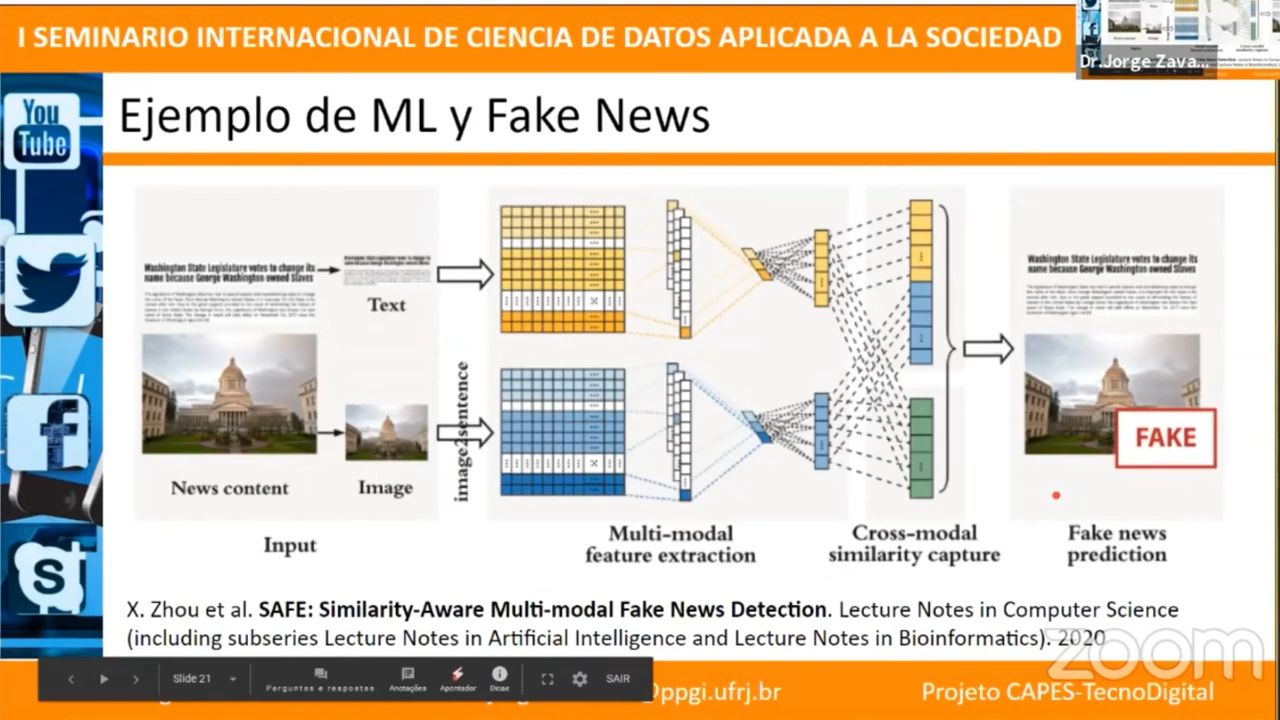 I SEMINARIO INTERNACIONAL DE CIENCIA DE DATOS APLICADA A LA SOCIEDAD
Dr.Jorge Zava...
You
Tube
Ejemplo de ML y Fake News
Washington State Legislature votes to change its
name because George Washington owned Slaves
Text
image2sentence
News content
Image
Input
Multi-modal
feature extraction
Cross-modal
similarity capture
Washington State Legislature votes to change its
name because George Washington owned Slaves
FAKE
Fake news
prediction
X. Zhou et al. SAFE: Similarity-Aware Multi-modal Fake News Detection. Lecture Notes in Computer Science
(including subseries Lecture Notes in Artificial Intelligence and Lecture Notes in Bioinformatics). 2020
zoom
Slide 21
Perguntas e respostas
Anotações
Apontador
Dicas
SAIR
ppgi.ufrj.br
Projeto CAPES-TecnoDigital